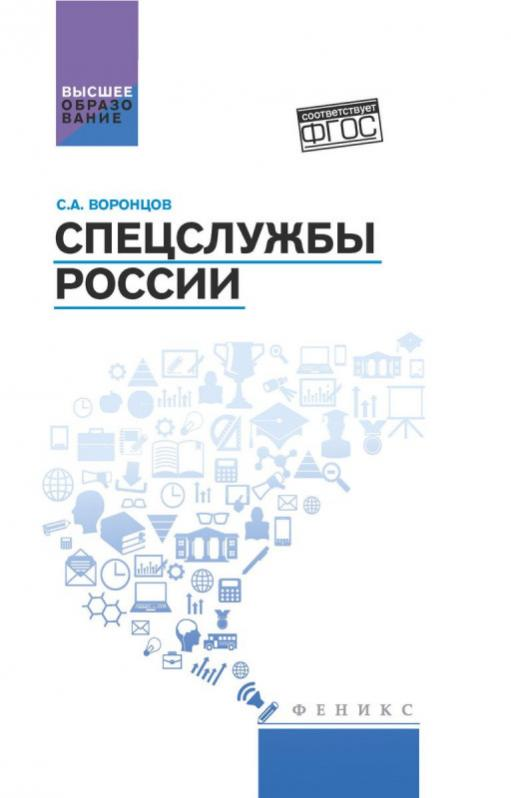 ВЫСШЕЕ
ОБРАЗО
ВАНИЕ
соответствует
ФГОС
С.А. ВОРОНЦОВ
СПЕЦСЛУЖБЫ
РОССИИ
ФЕНИКС